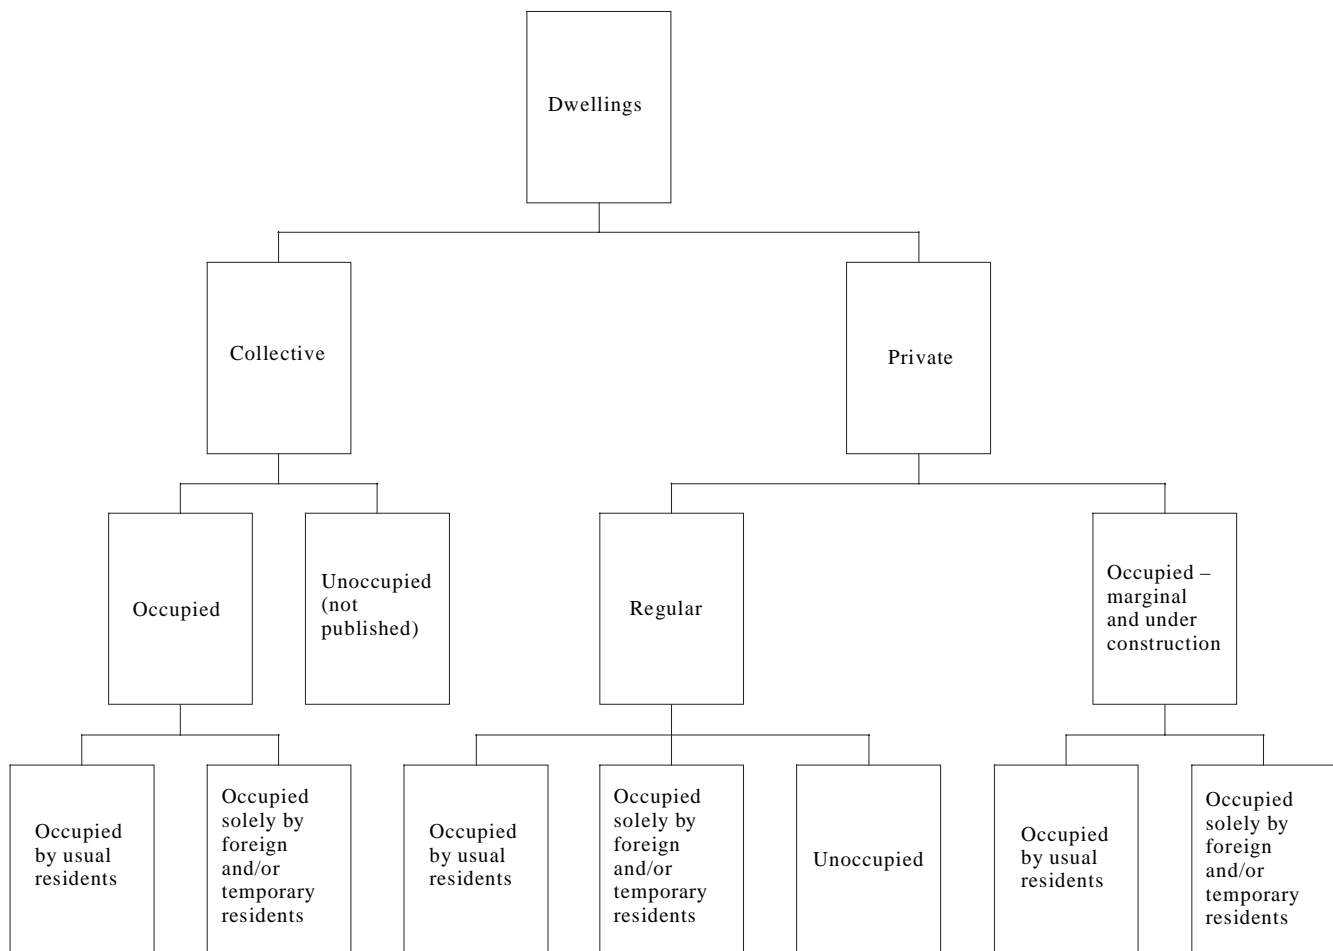 Dwellings
Collective
Private
Occupied
Unoccupied
(not
published)
Regular
Occupied –
marginal
and under
construction
Occupied
by usual
residents
Occupied
solely by
foreign
and/or
temporary
residents
Occupied
by usual
residents
Occupied
solely by
foreign
and/or
temporary
residents
Unoccupied
Occupied
by usual
residents
Occupied
solely by
foreign
and/or
temporary
residents